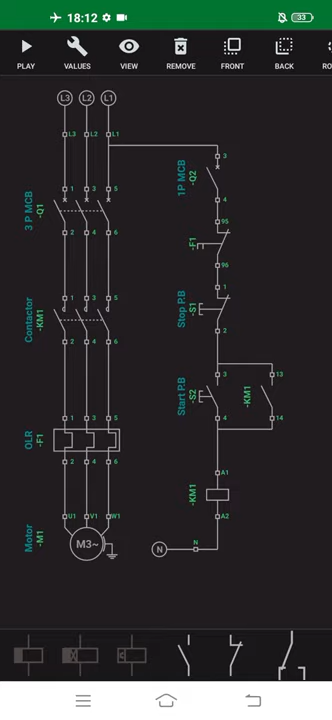 18:12
33
PLAY
VALUES
VIEW
REMOVE
FRONT
BACK
RO
L3 L2 L1
L3 L2 L1
3 P MCB
-Q1
1 3 5
2 4 6
Contactor
-KM1
1 3 5
2 4 6
OLR
-F1
1 3 5
2 4 6
Motor
-M1
U1 V1 W1
M3~
1P MCB
-Q2
3
4
-F1
95
96
Stop P.B
-S1
1
2
Start P.B
-S2
3
4
-KM1
13
14
-KM1
A1
A2
N
N